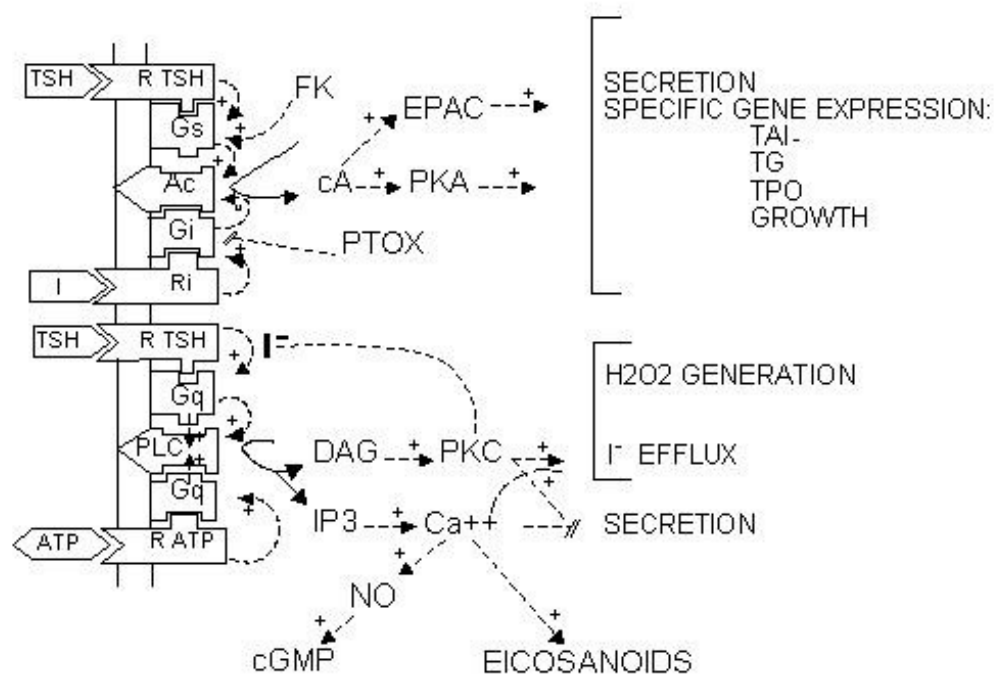 TSH R TSH
FK
Gs
EPAC
SECRETION
SPECIFIC GENE EXPRESSION:
TAI-
TG
TPO
GROWTH
Ac
cA
PKA
Gi
PTOX
I Ri
TSH R TSH
I -
H2O2 GENERATION
Gq
PLC
DAG
PKC
I- EFFLUX
Gq
IP3
Ca++
SECRETION
ATP R ATP
NO
cGMP
EICOSANOIDS